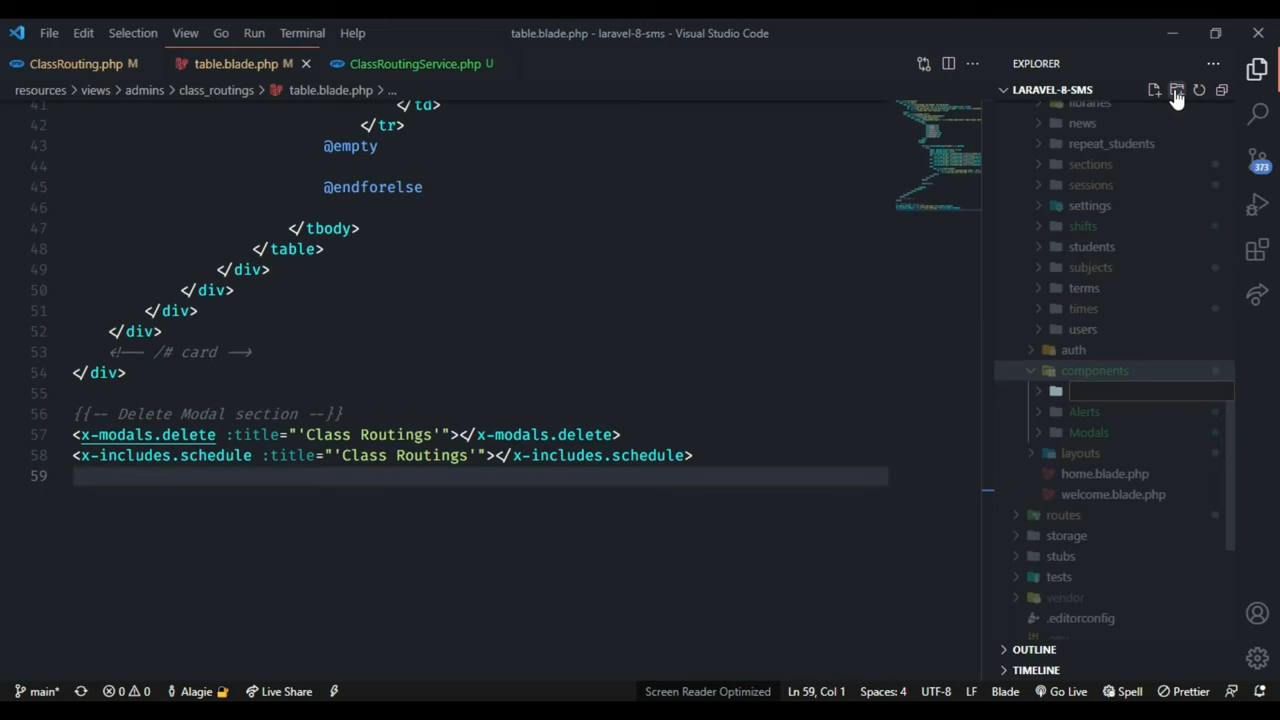 File Edit Selection View Go Run Terminal Help table.blade.php - laravel-8-sms - Visual Studio Code
ClassRouting.php M table.blade.php M ClassRoutingService.php U
resources > views > admins > class_routings > table.blade.php > ...
41 </td>
42 </tr>
43 @empty
44
45 @endforelse
46
47 </tbody>
48 </table>
49 </div>
50 </div>
51 </div>
52 </div>
53 <!-- /# card -->
54 </div>
55
56 {{-- Delete Modal section --}}
57 <x-modals.delete :title="'Class Routings'"></x-modals.delete>
58 <x-includes.schedule :title="'Class Routings'"></x-includes.schedule>
59
EXPLORER
LARAVEL-8-SMS
libraries
news
repeat_students
sections
sessions
settings
shifts
students
subjects
terms
times
users
auth
components
Alerts
Modals
layouts
home.blade.php
welcome.blade.php
routes
storage
stubs
tests
vendor
.editorconfig
OUTLINE
TIMELINE
373
main* 0 0 Alagie Live Share Screen Reader Optimized Ln 59, Col 1 Spaces: 4 UTF-8 LF Blade Go Live Spell Prettier